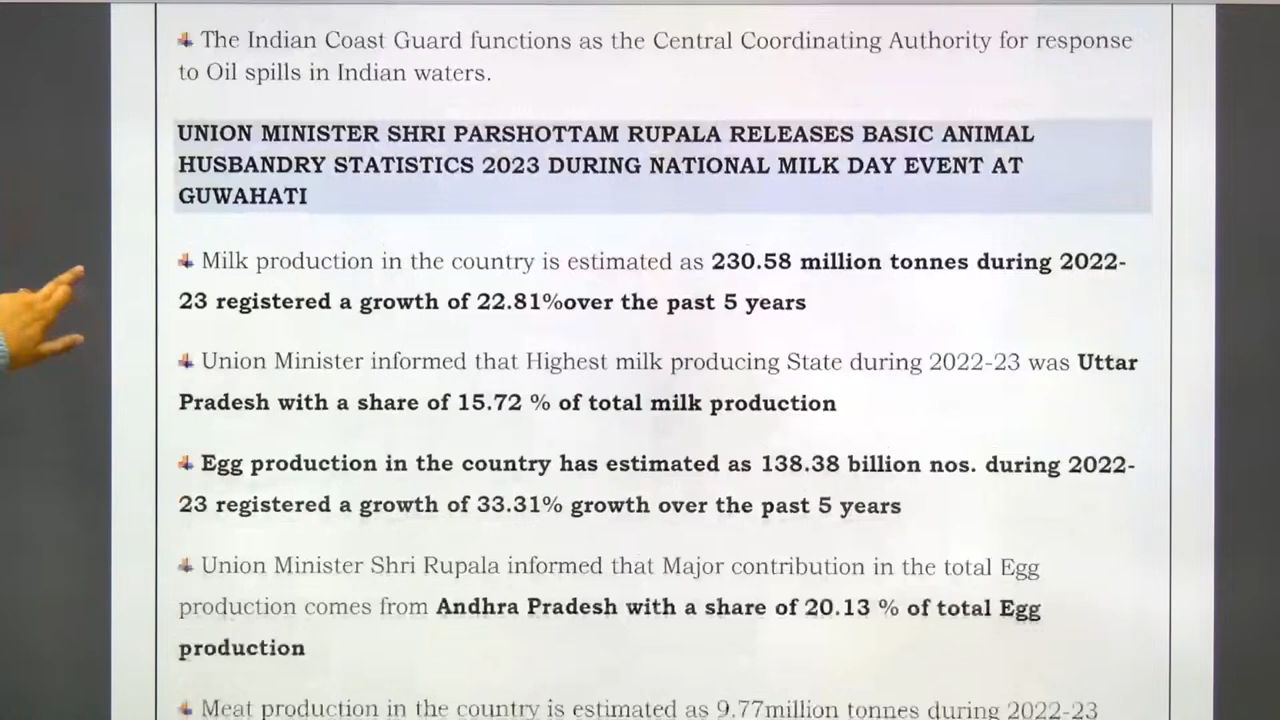 The Indian Coast Guard functions as the Central Coordinating Authority for response
to Oil spills in Indian waters.
UNION MINISTER SHRI PARSHOTTAM RUPALA RELEASES BASIC ANIMAL
HUSBANDRY STATISTICS 2023 DURING NATIONAL MILK DAY EVENT AT
GUWAHATI
Milk production in the country is estimated as 230.58 million tonnes during 2022-
23 registered a growth of 22.81%over the past 5 years
Union Minister informed that Highest milk producing State during 2022-23 was Uttar
Pradesh with a share of 15.72 % of total milk production
Egg production in the country has estimated as 138.38 billion nos. during 2022-
23 registered a growth of 33.31% growth over the past 5 years
Union Minister Shri Rupala informed that Major contribution in the total Egg
production comes from Andhra Pradesh with a share of 20.13 % of total Egg
production
Meat production in the country is estimated as 9.77million tonnes during 2022-23